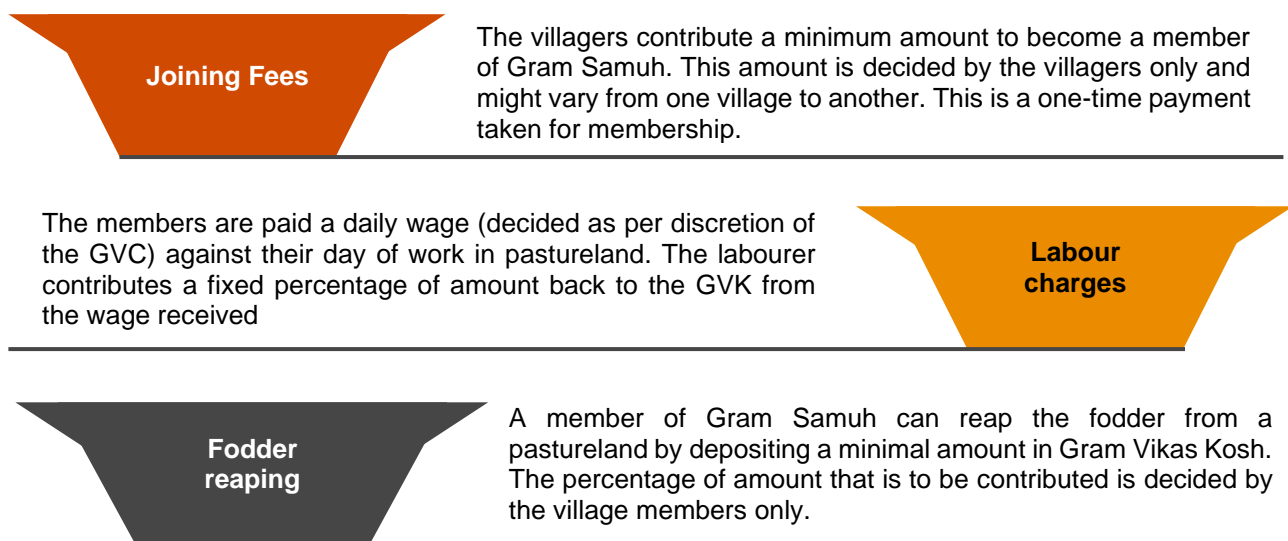 Joining Fees
The villagers contribute a minimum amount to become a member
of Gram Samuh. This amount is decided by the villagers only and
might vary from one village to another. This is a one-time payment
taken for membership.
The members are paid a daily wage (decided as per discretion of
the GVC) against their day of work in pastureland. The labourer
contributes a fixed percentage of amount back to the GVK from
the wage received
Labour
charges
Fodder
reaping
A member of Gram Samuh can reap the fodder from a
pastureland by depositing a minimal amount in Gram Vikas Kosh.
The percentage of amount that is to be contributed is decided by
the village members only.